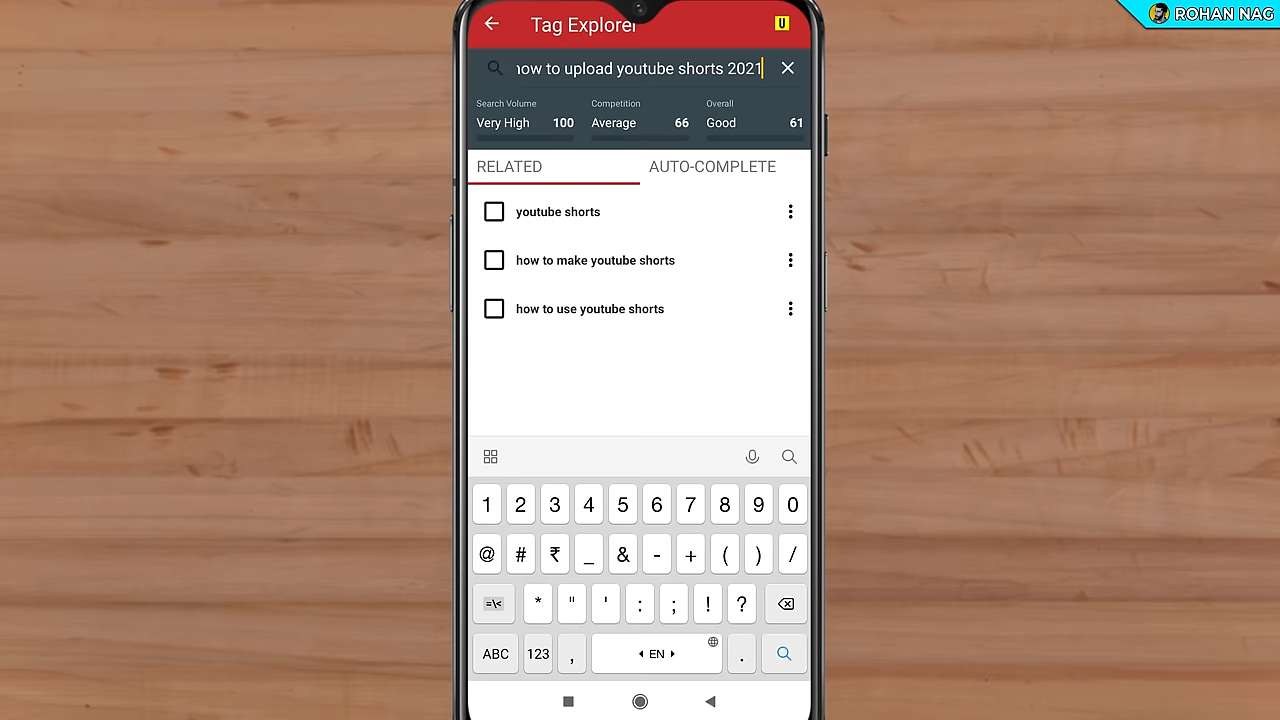 ROHAN NAG
Tag Explorer
U
how to upload youtube shorts 2021
Search Volume Competition Overall
Very High 100 Average 66 Good 61
RELATED AUTO-COMPLETE
youtube shorts
how to make youtube shorts
how to use youtube shorts
1 2 3 4 5 6 7 8 9 0
@ # ₹ _ & - + ( ) /
=\< * " ' : ; ! ?
ABC 123 , EN .